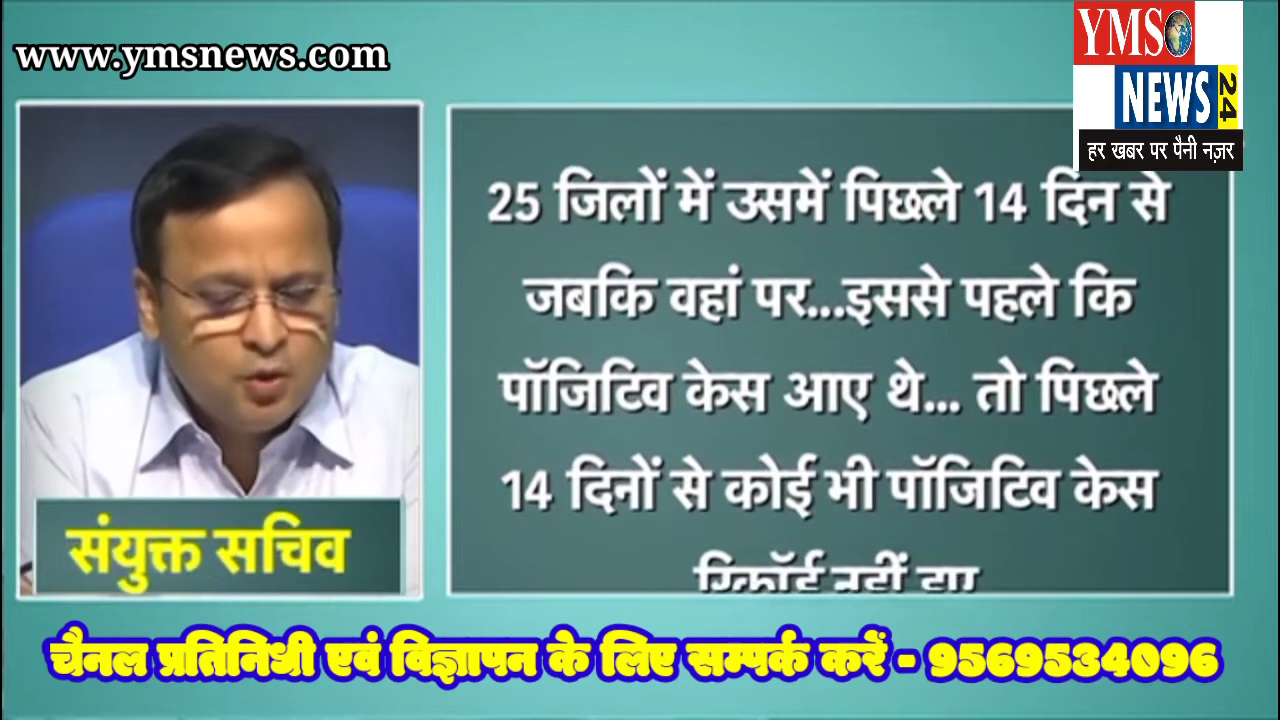 www.ymsnews.com
YMS
NEWS 24
हर खबर पर पैनी नज़र
25 जिलों में उसमें पिछले 14 दिन से
जबकि वहां पर...इससे पहले कि
पॉजिटिव केस आए थे... तो पिछले
14 दिनों से कोई भी पॉजिटिव केस
रिकॉर्ड नहीं हुए
संयुक्त सचिव
चैनल प्रतिनिधी एवं विज्ञापन के लिए सम्पर्क करें - 9569534096